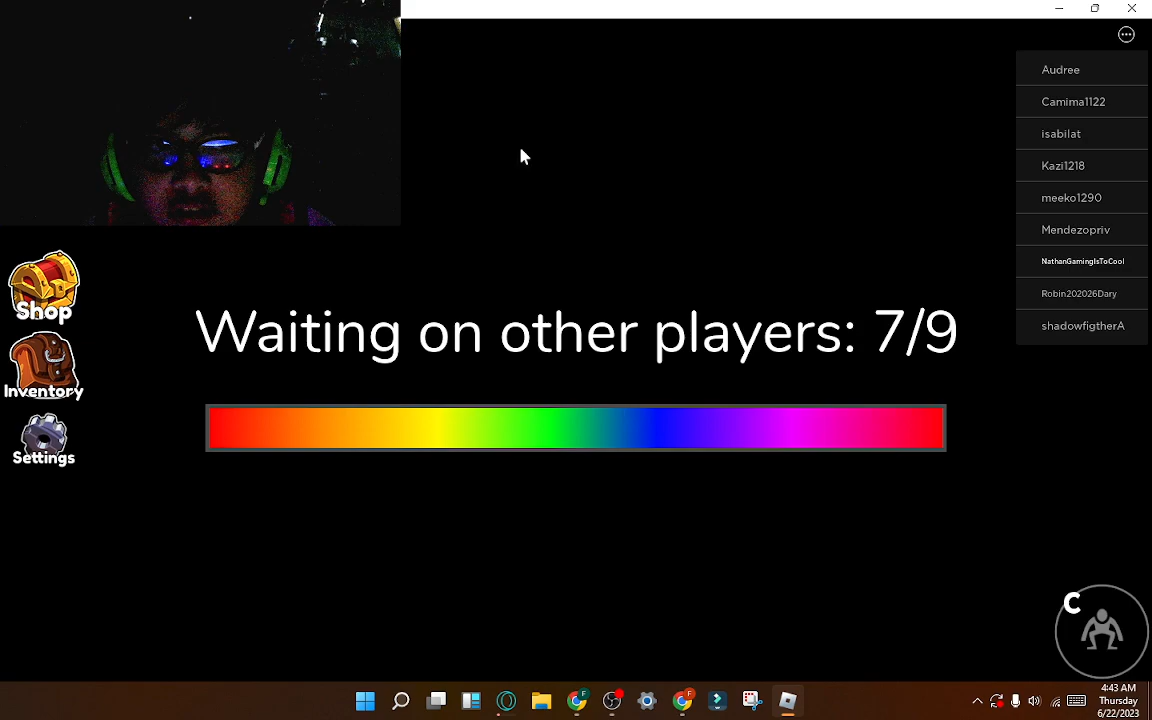 Audree
Camima1122
isabilat
Kazi1218
meeko1290
Mendezopriv
NathanGamingIsToCool
Robin202026Dary
shadowfigtherA
Shop
Inventory
Settings
Waiting on other players: 7/9
C
F
F
4:43 AM
Thursday
6/22/2023